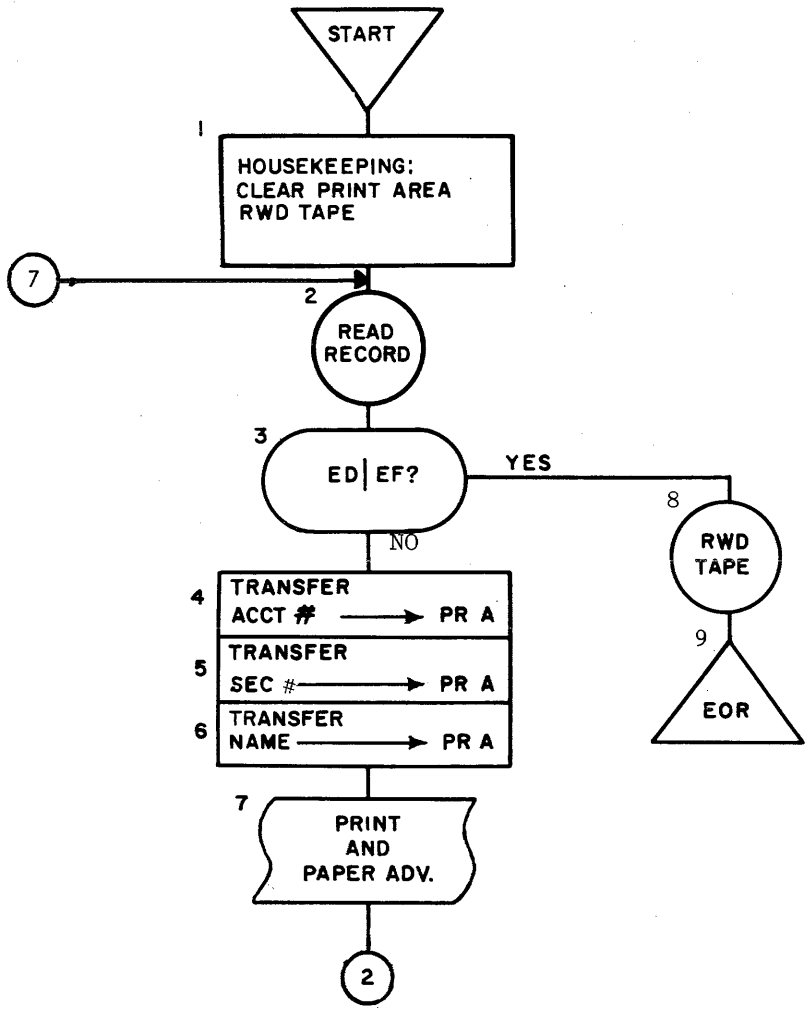 START
1
HOUSEKEEPING:
CLEAR PRINT AREA
RWD TAPE
7
2
READ
RECORD
3
ED|EF?
YES
NO
8
RWD
TAPE
9
EOR
4
TRANSFER
ACCT # PR A
5
TRANSFER
SEC # PR A
6
TRANSFER
NAME PR A
7
PRINT
AND
PAPER ADV.
2